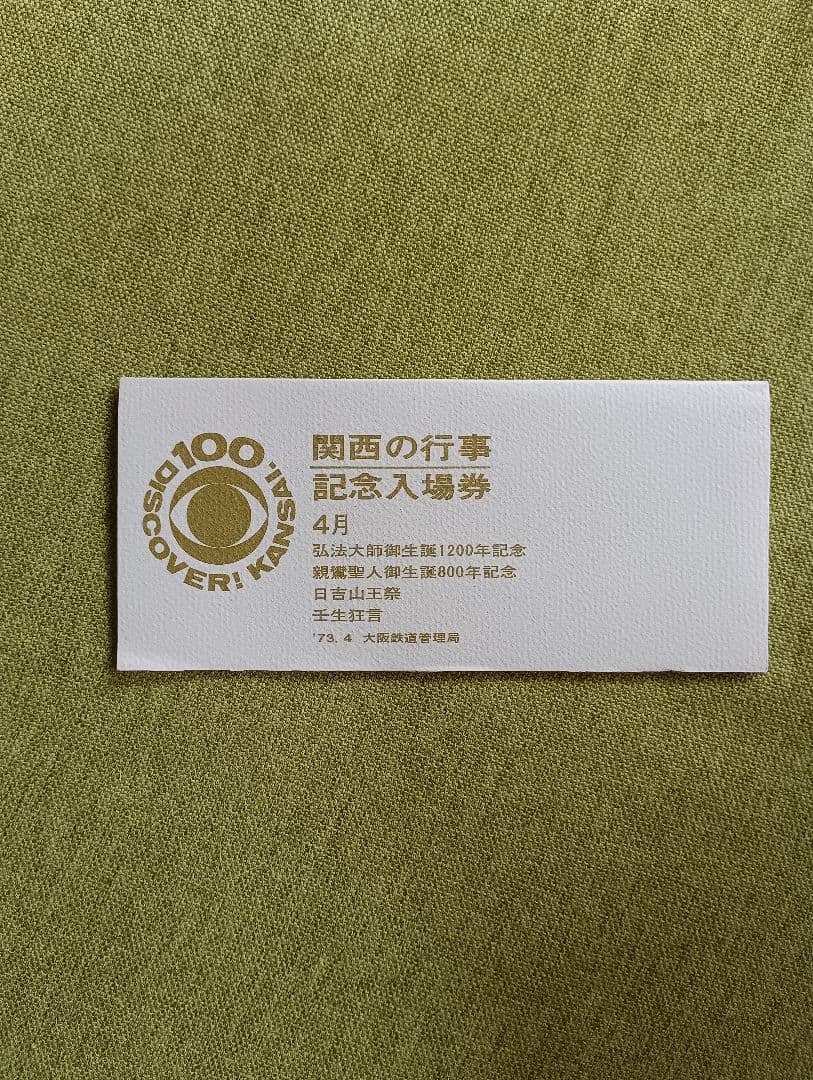 100. DISCOVER! KANSAI.
関西の行事
記念入場券
4月
弘法大師御生誕1200年記念
親鸞聖人御生誕800年記念
日吉山王祭
壬生狂言
'73.4 大阪鉄道管理局